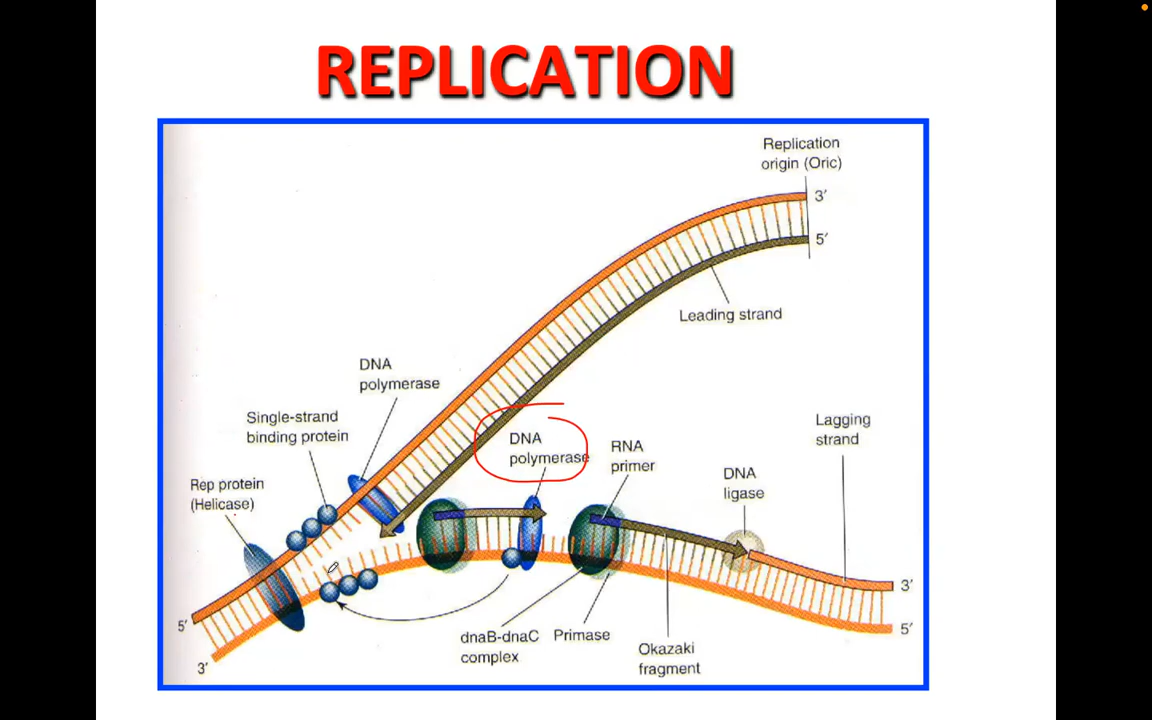 REPLICATION
Replication
origin (Oric)
3′
5′
Leading strand
DNA
polymerase
Single-strand
binding protein
Rep protein
(Helicase)
DNA
polymerase
RNA
primer
DNA
ligase
Lagging
strand
3′
5′
5′
3′
dnaB-dnaC
complex
Primase
Okazaki
fragment